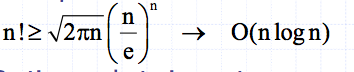 n! ≥ √(2πn) (n/e)^n → O(n log n)